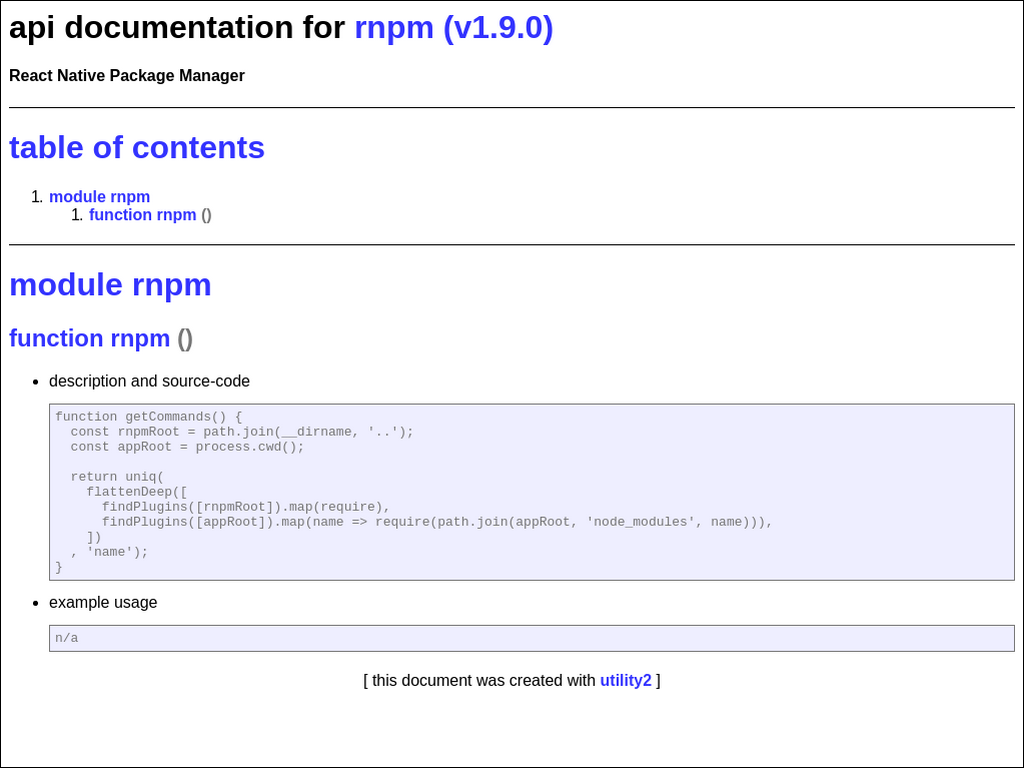 api documentation for rnpm (v1.9.0)
React Native Package Manager
table of contents
1. module rnpm
1. function rnpm ()
module rnpm
function rnpm ()
• description and source-code
function getCommands() {
  const rnpmRoot = path.join(__dirname, '..');
  const appRoot = process.cwd();
  return uniq(
    flattenDeep([
      findPlugins([rnpmRoot]).map(require),
      findPlugins([appRoot]).map(name => require(path.join(appRoot, 'node_modules', name))),
    ])
  , 'name');
}
• example usage
n/a
[ this document was created with utility2 ]